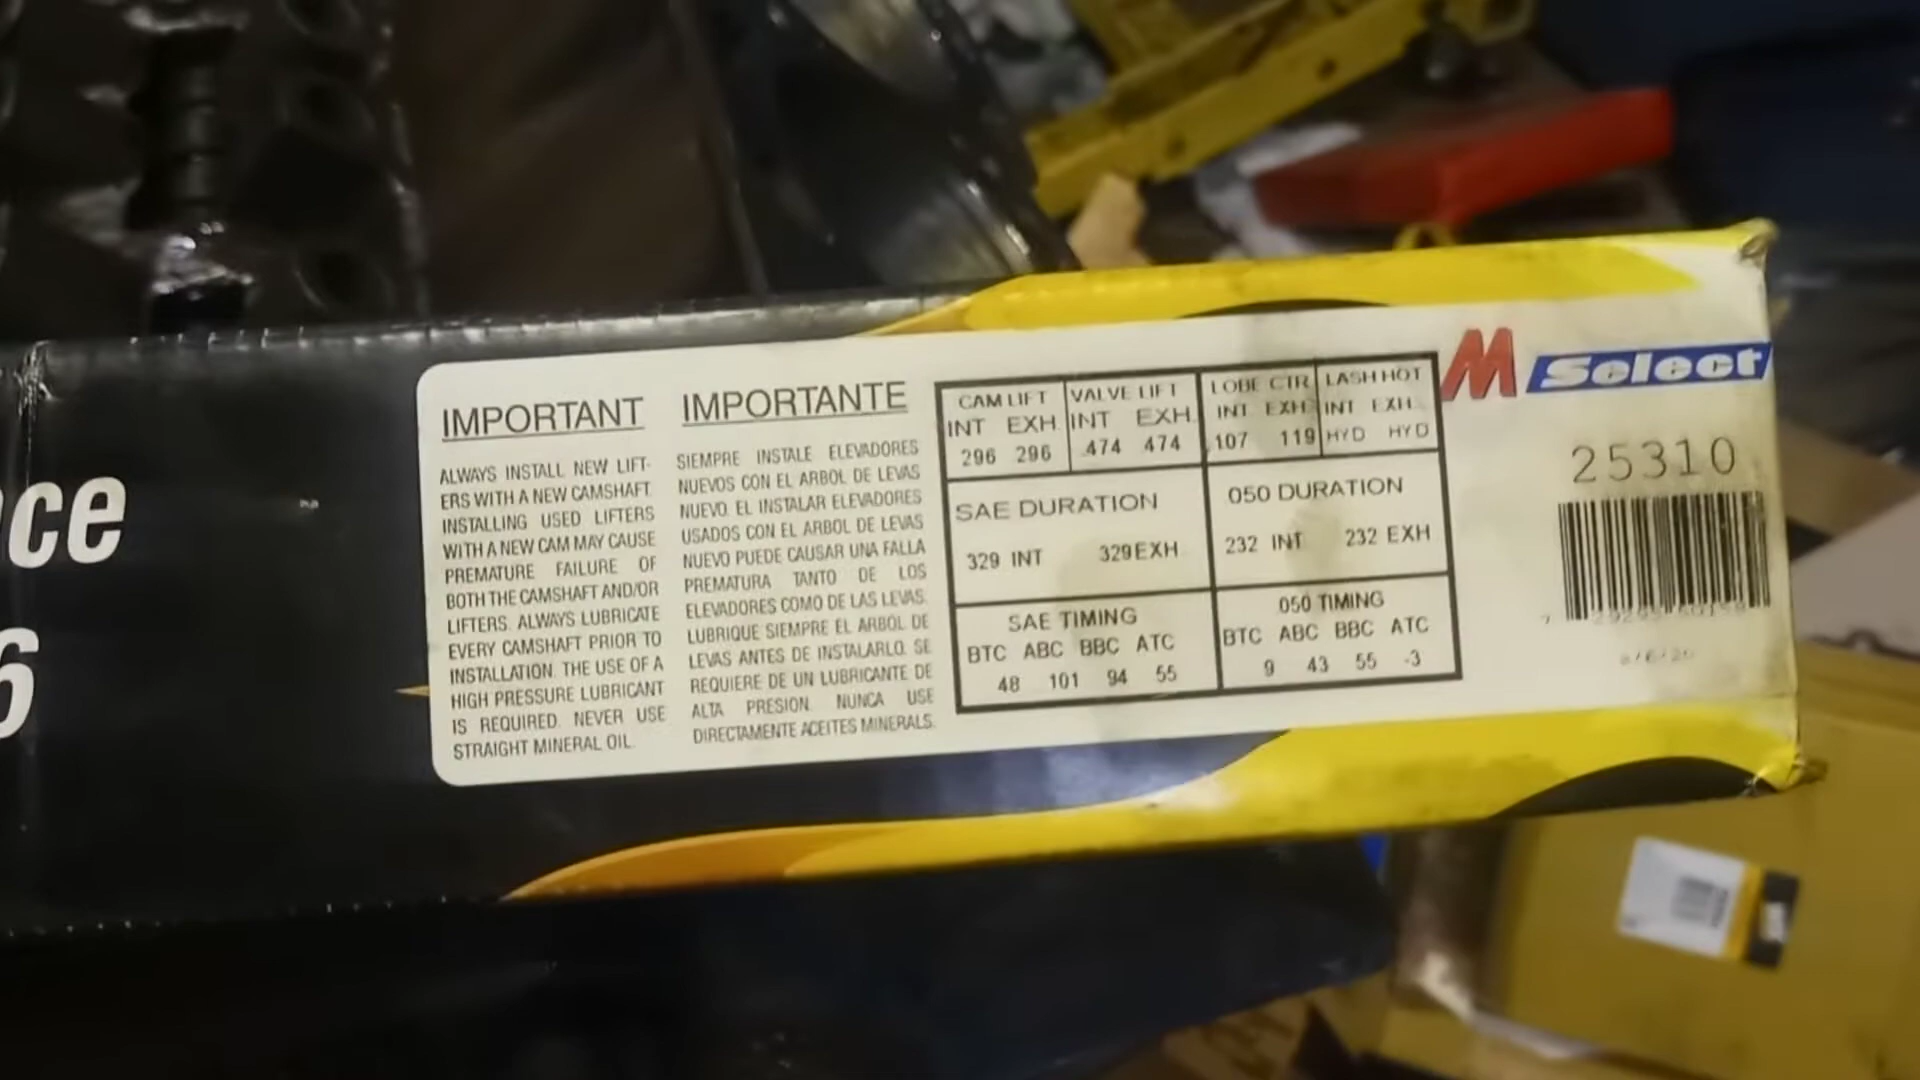 ce
6
IMPORTANT
ALWAYS INSTALL NEW LIFT-
ERS WITH A NEW CAMSHAFT.
INSTALLING USED LIFTERS
WITH A NEW CAM MAY CAUSE
PREMATURE FAILURE OF
BOTH THE CAMSHAFT AND/OR
LIFTERS. ALWAYS LUBRICATE
EVERY CAMSHAFT PRIOR TO
INSTALLATION. THE USE OF A
HIGH PRESSURE LUBRICANT
IS REQUIRED. NEVER USE
STRAIGHT MINERAL OIL.
IMPORTANTE
SIEMPRE INSTALE ELEVADORES
NUEVOS CON EL ARBOL DE LEVAS
NUEVO. EL INSTALAR ELEVADORES
USADOS CON EL ARBOL DE LEVAS
NUEVO PUEDE CAUSAR UNA FALLA
PREMATURA TANTO DE LOS
ELEVADORES COMO DE LAS LEVAS.
LUBRIQUE SIEMPRE EL ARBOL DE
LEVAS ANTES DE INSTALARLO. SE
REQUIERE DE UN LUBRICANTE DE
ALTA PRESION. NUNCA USE
DIRECTAMENTE ACEITES MINERALS.
CAM LIFT VALVE LIFT LOBE CTR LASH HOT
INT EXH. INT EXH. INT EXH INT EXH.
296 296 .474 474 107 119 HYD HYD
SAE DURATION 050 DURATION
329 INT 329 EXH 232 INT 232 EXH
SAE TIMING 050 TIMING
BTC ABC BBC ATC BTC ABC BBC ATC
48 101 94 55 9 43 55 -3
M Select
25310